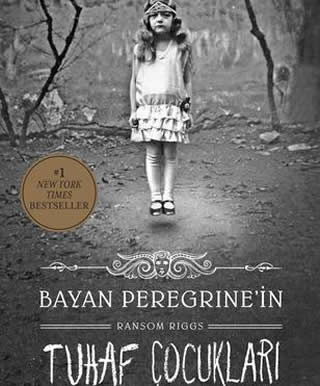 #1
NEW YORK
TIMES
BESTSELLER
BAYAN PEREGRINE'İN
RANSOM RIGGS
TUHAF ÇOCUKLARI